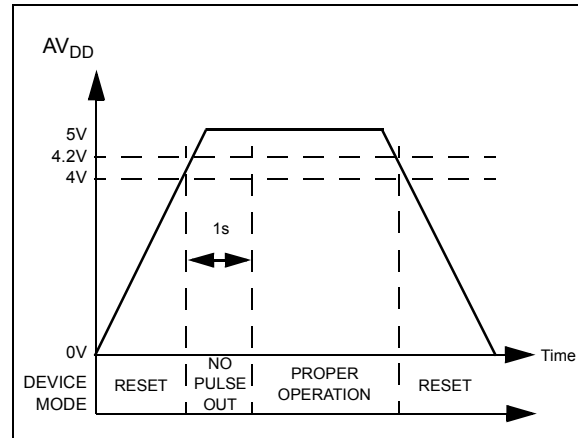 AVDD
5V
4.2V
4V
1s
0V
Time
DEVICE
MODE
RESET
NO
PULSE
OUT
PROPER
OPERATION
RESET